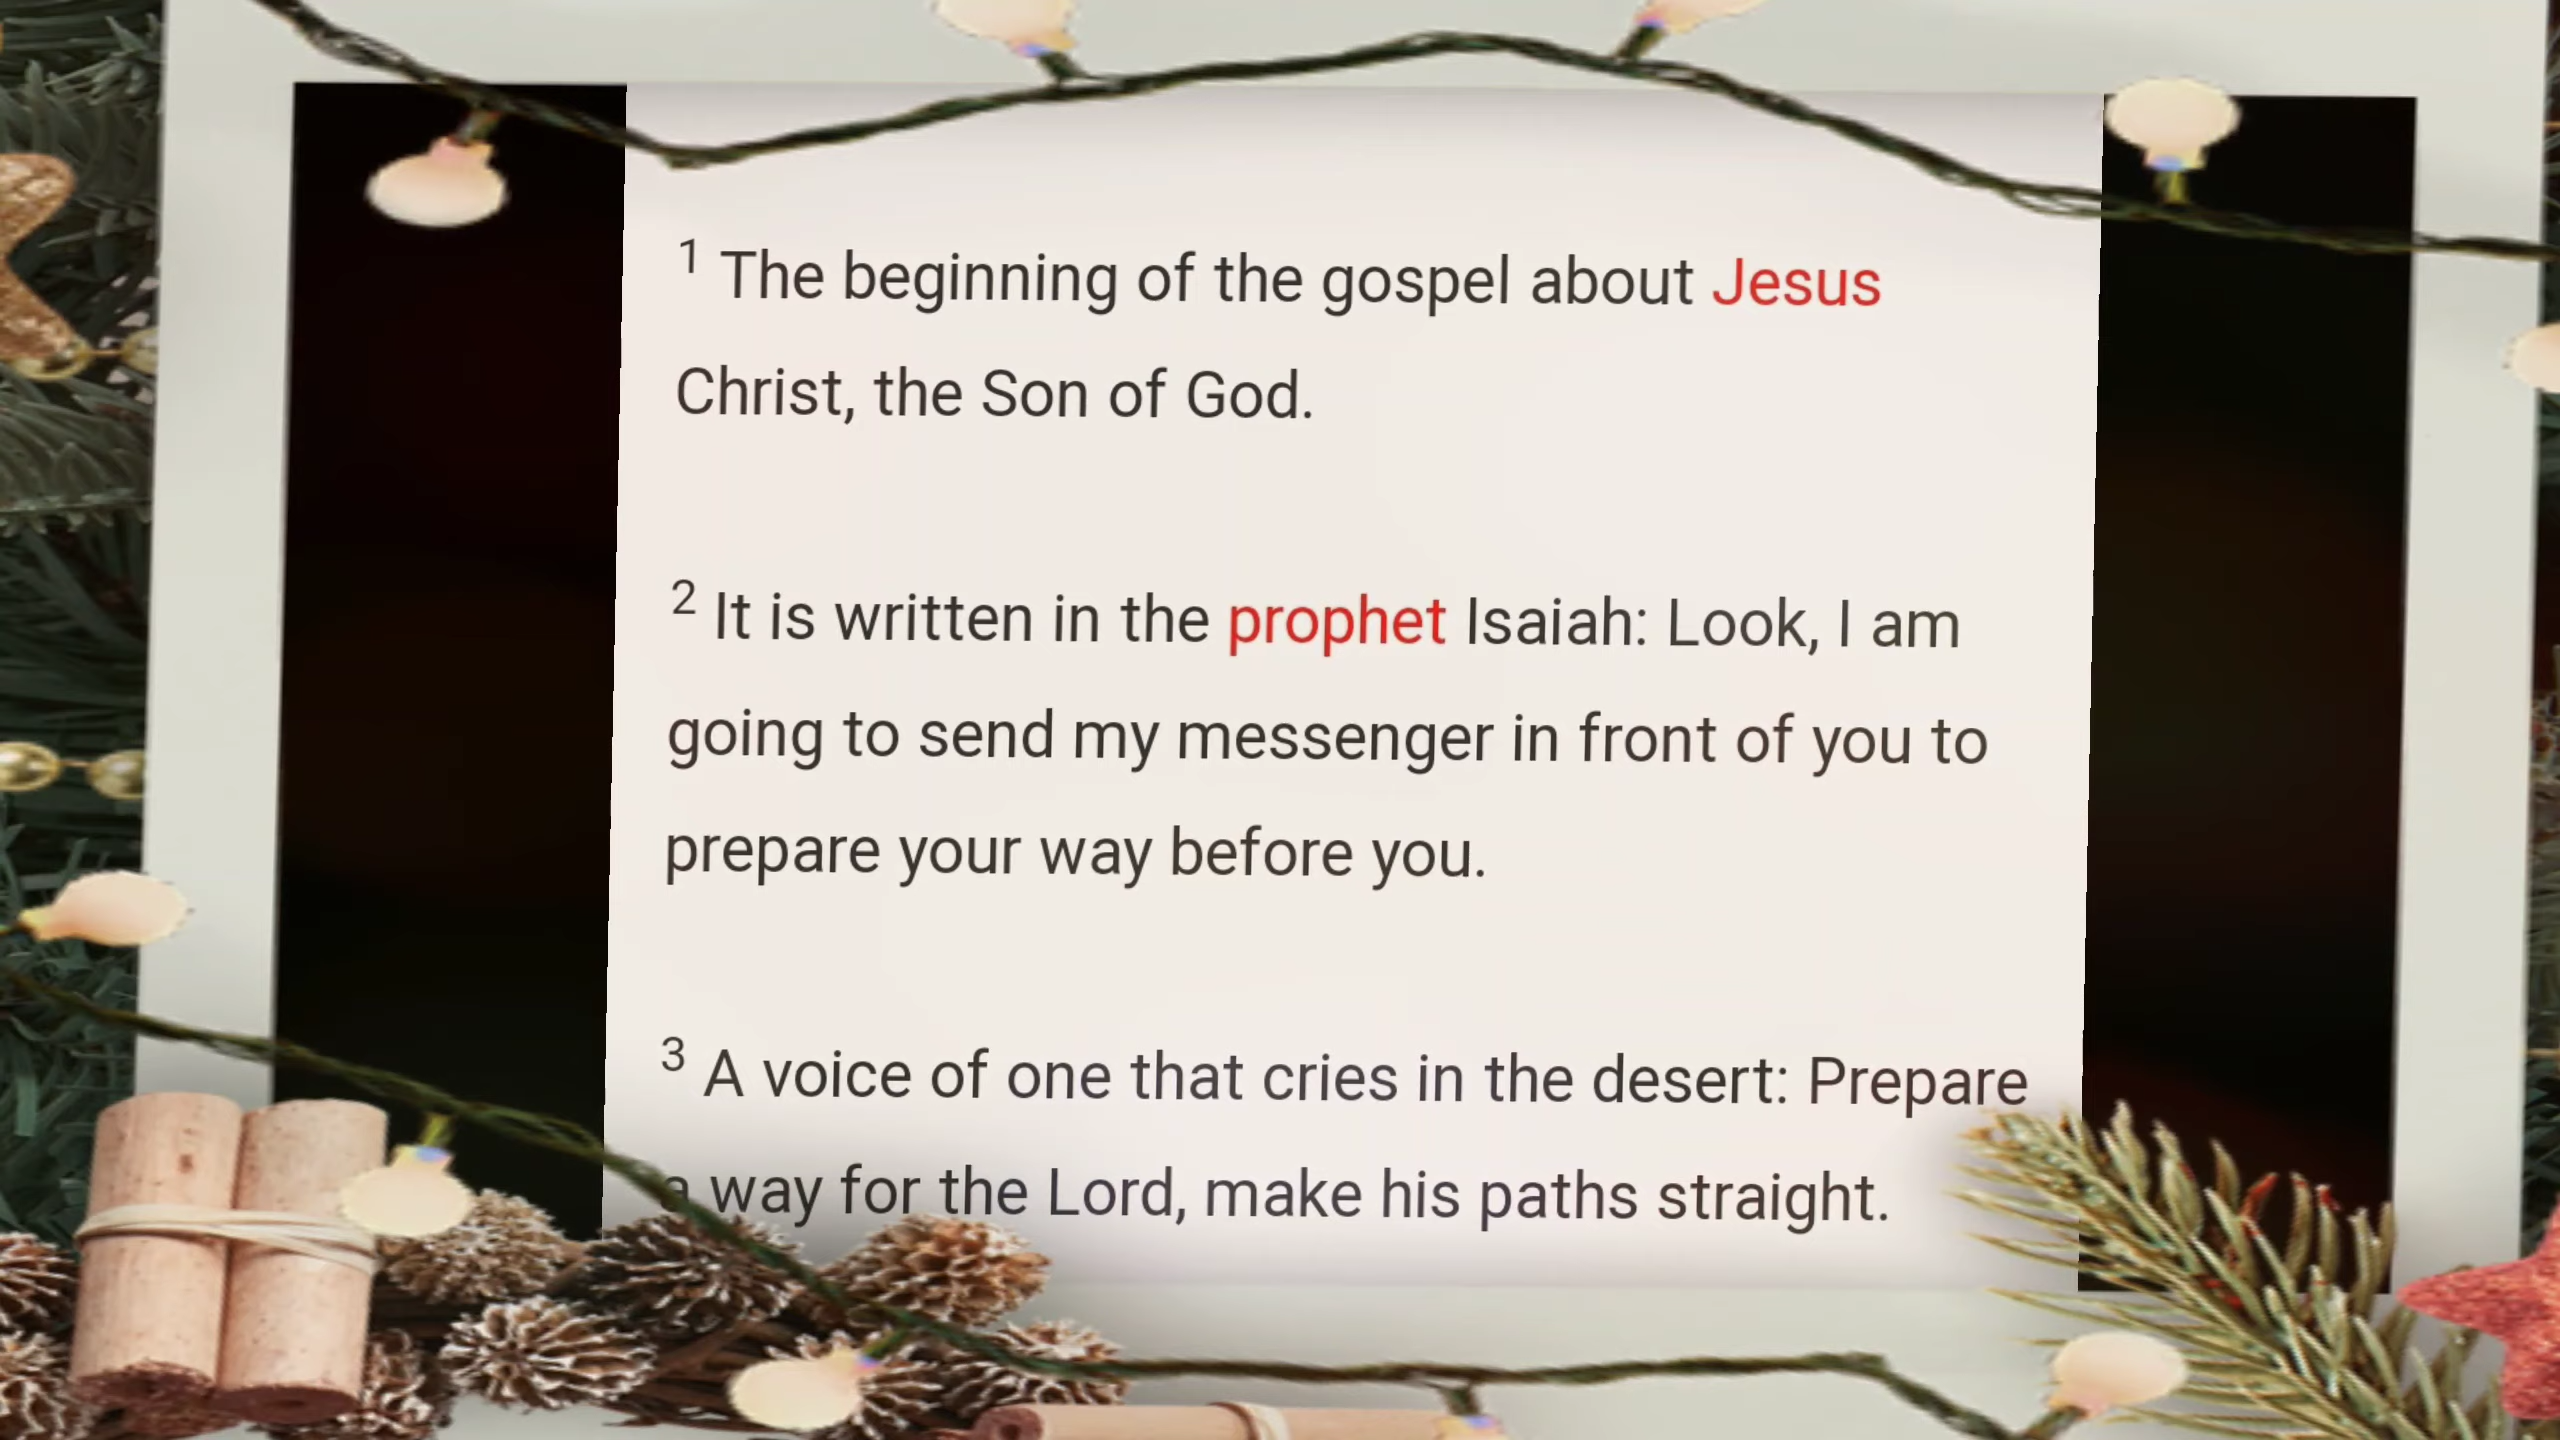 1 The beginning of the gospel about Jesus
Christ, the Son of God.
2 It is written in the prophet Isaiah: Look, I am
going to send my messenger in front of you to
prepare your way before you.
3 A voice of one that cries in the desert: Prepare
a way for the Lord, make his paths straight.